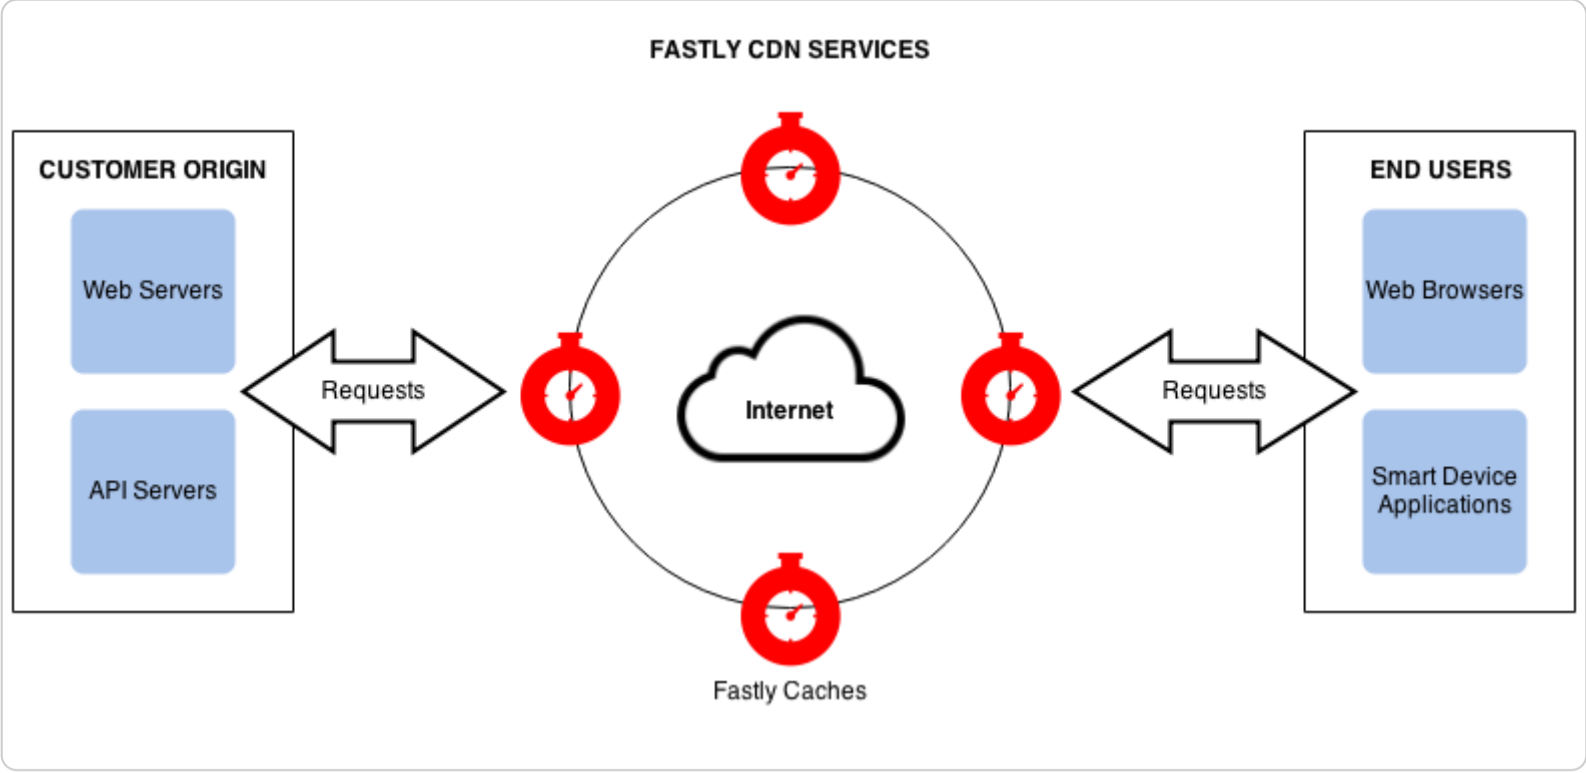 FASTLY CDN SERVICES
CUSTOMER ORIGIN
Web Servers
API Servers
Requests
Internet
Fastly Caches
Requests
END USERS
Web Browsers
Smart Device
Applications